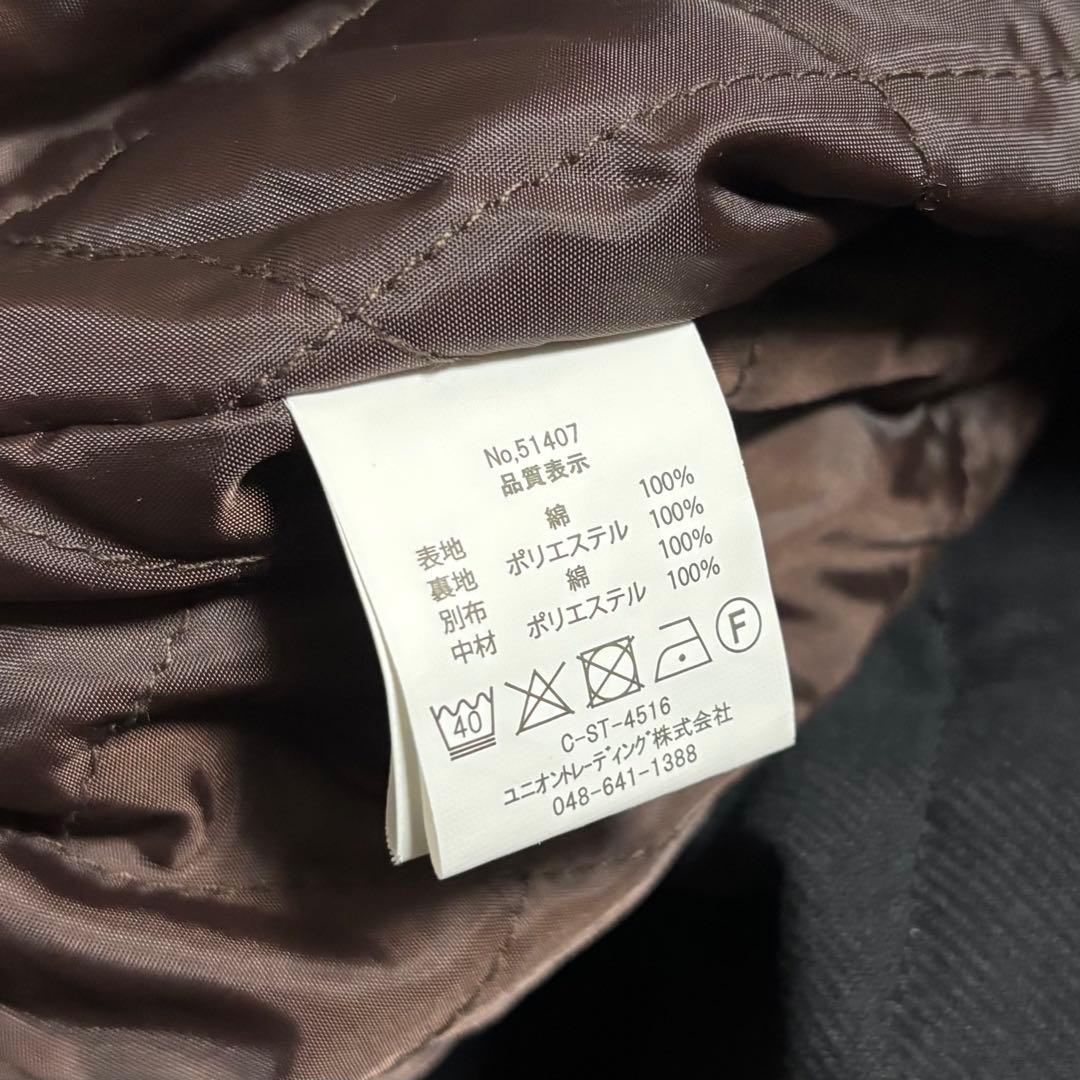 No,51407
品質表示
表地 綿 100%
裏地 ポリエステル 100%
別布 綿 100%
中材 ポリエステル 100%
40 F
C-ST-4516
ユニオントレーディング株式会社
048-641-1388